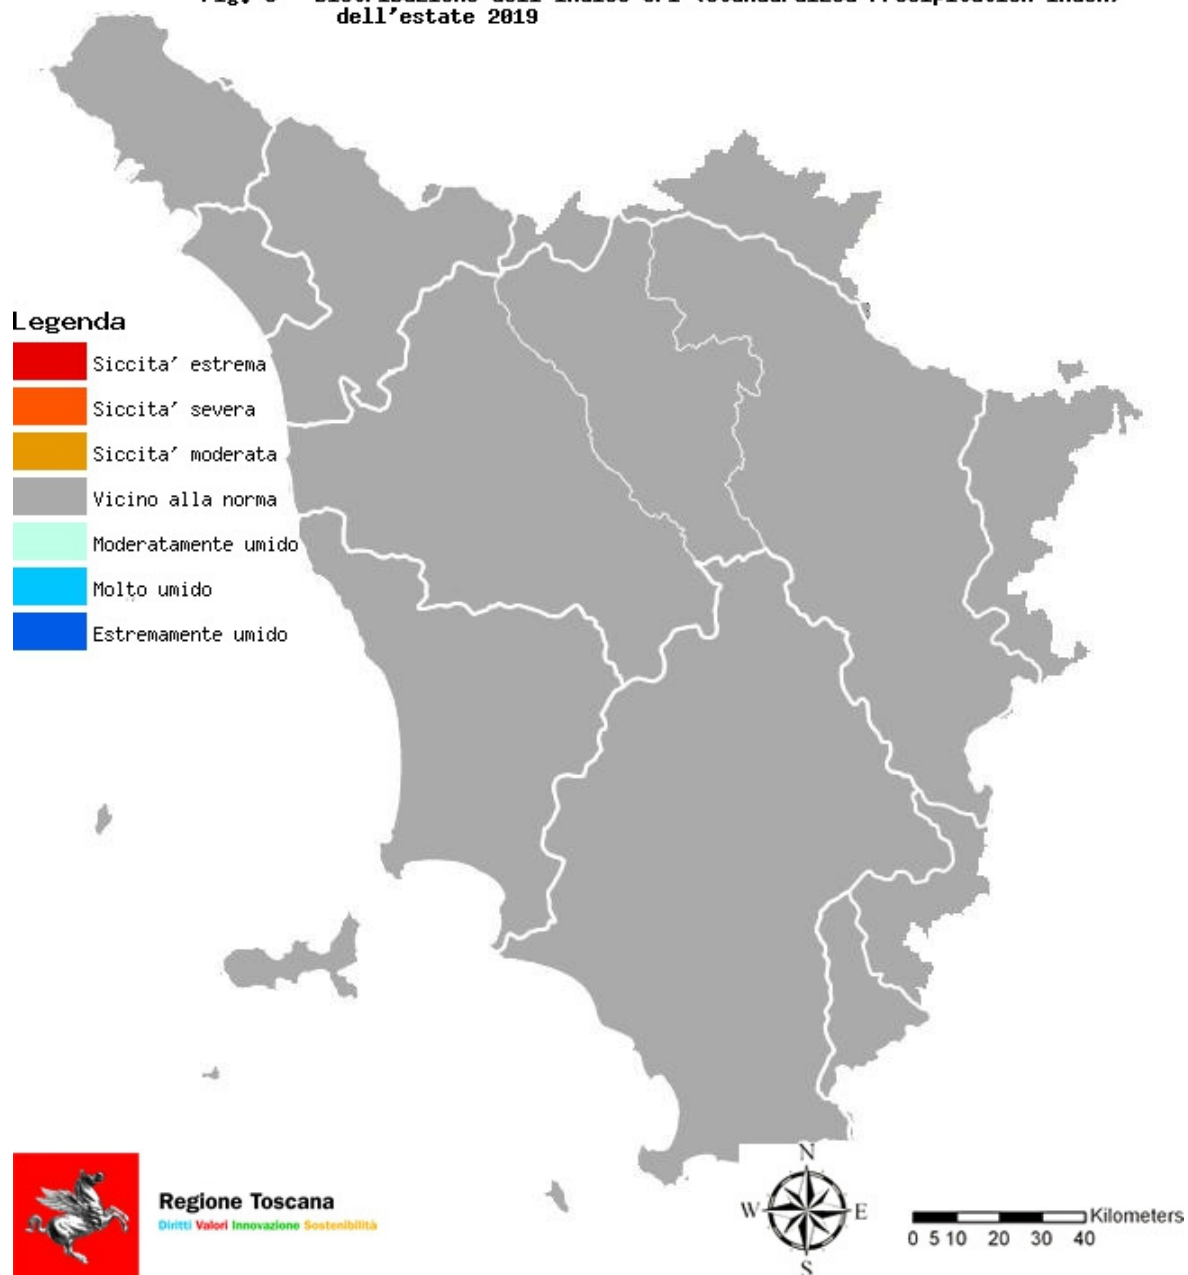 dell'estate 2019
Legenda
Siccita' estrema
Siccita' severa
Siccita' moderata
Vicino alla norma
Moderatamente umido
Molto umido
Estremamente umido
N
W E
S
Kilometers
0 5 10 20 30 40
Regione Toscana
Diritti Valori Innovazione Sostenibilità